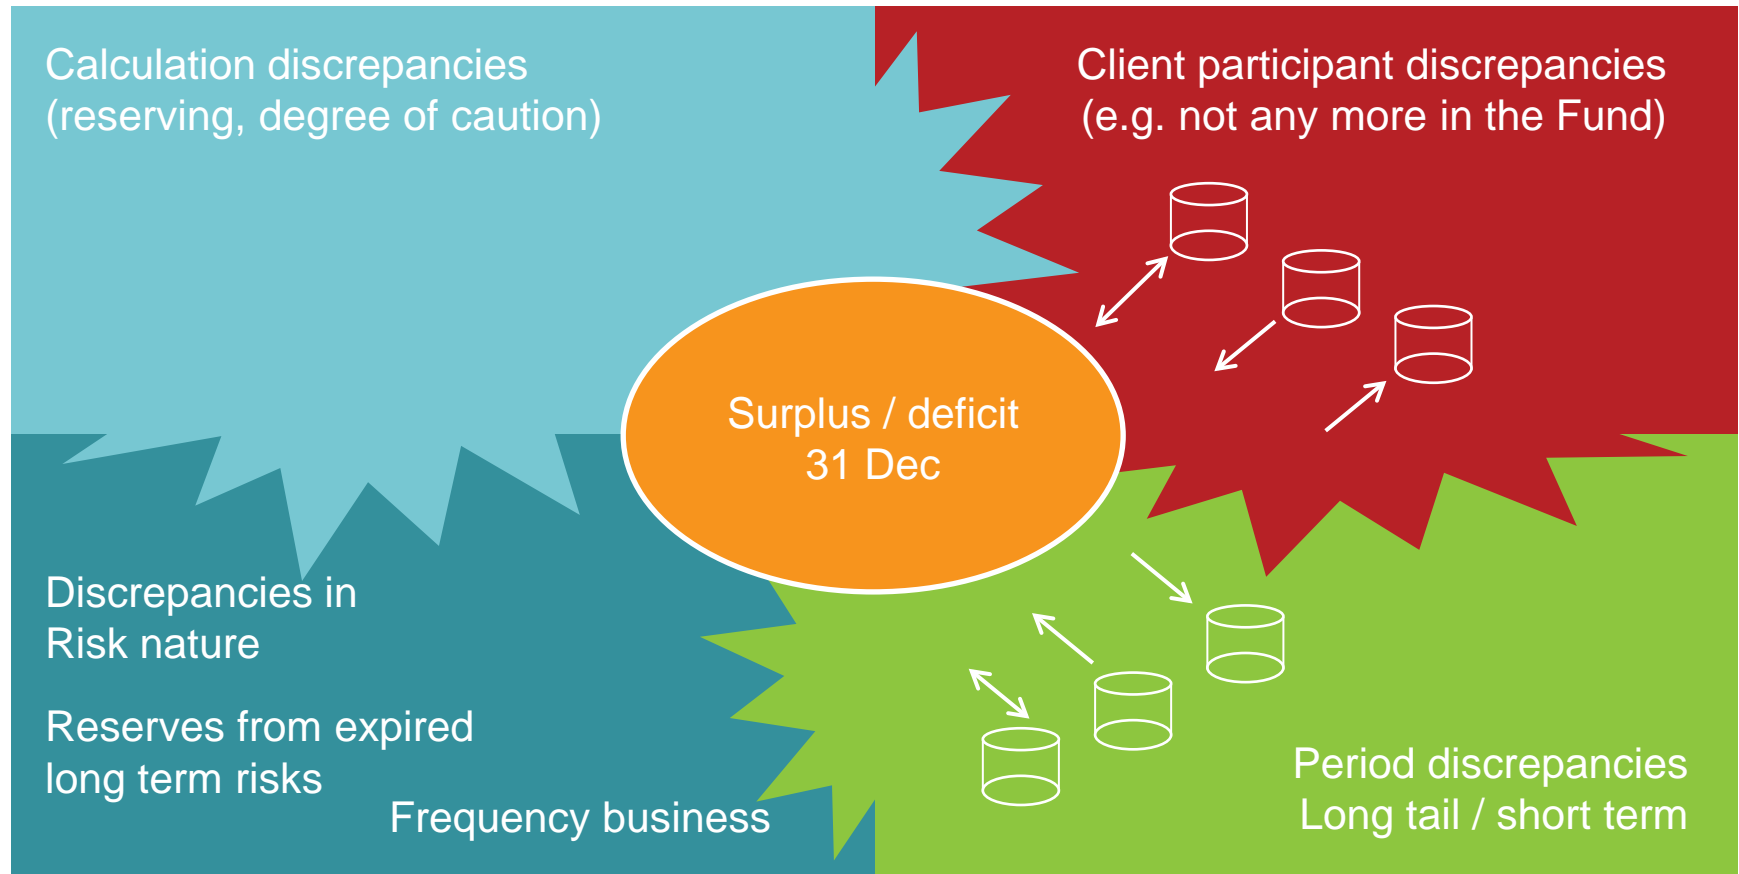 Calculation discrepancies
(reserving, degree of caution)
Client participant discrepancies
(e.g. not any more in the Fund)
Surplus / deficit
31 Dec
Discrepancies in
Risk nature
Reserves from expired
long term risks
Frequency business
Period discrepancies
Long tail / short term